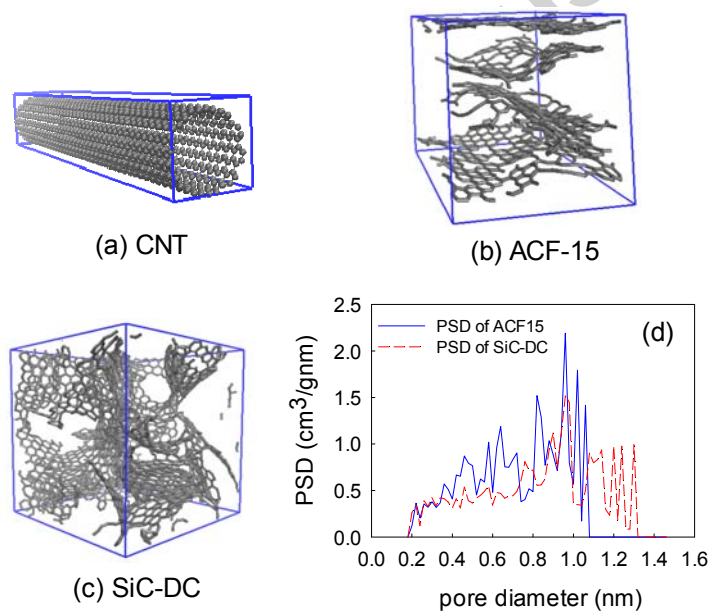 (a) CNT
(b) ACF-15
(c) SiC-DC
(d)
PSD of ACF15
PSD of SiC-DC
PSD (cm³/gnm)
2.5
2.0
1.5
1.0
0.5
0.0
0.0 0.2 0.4 0.6 0.8 1.0 1.2 1.4 1.6
pore diameter (nm)